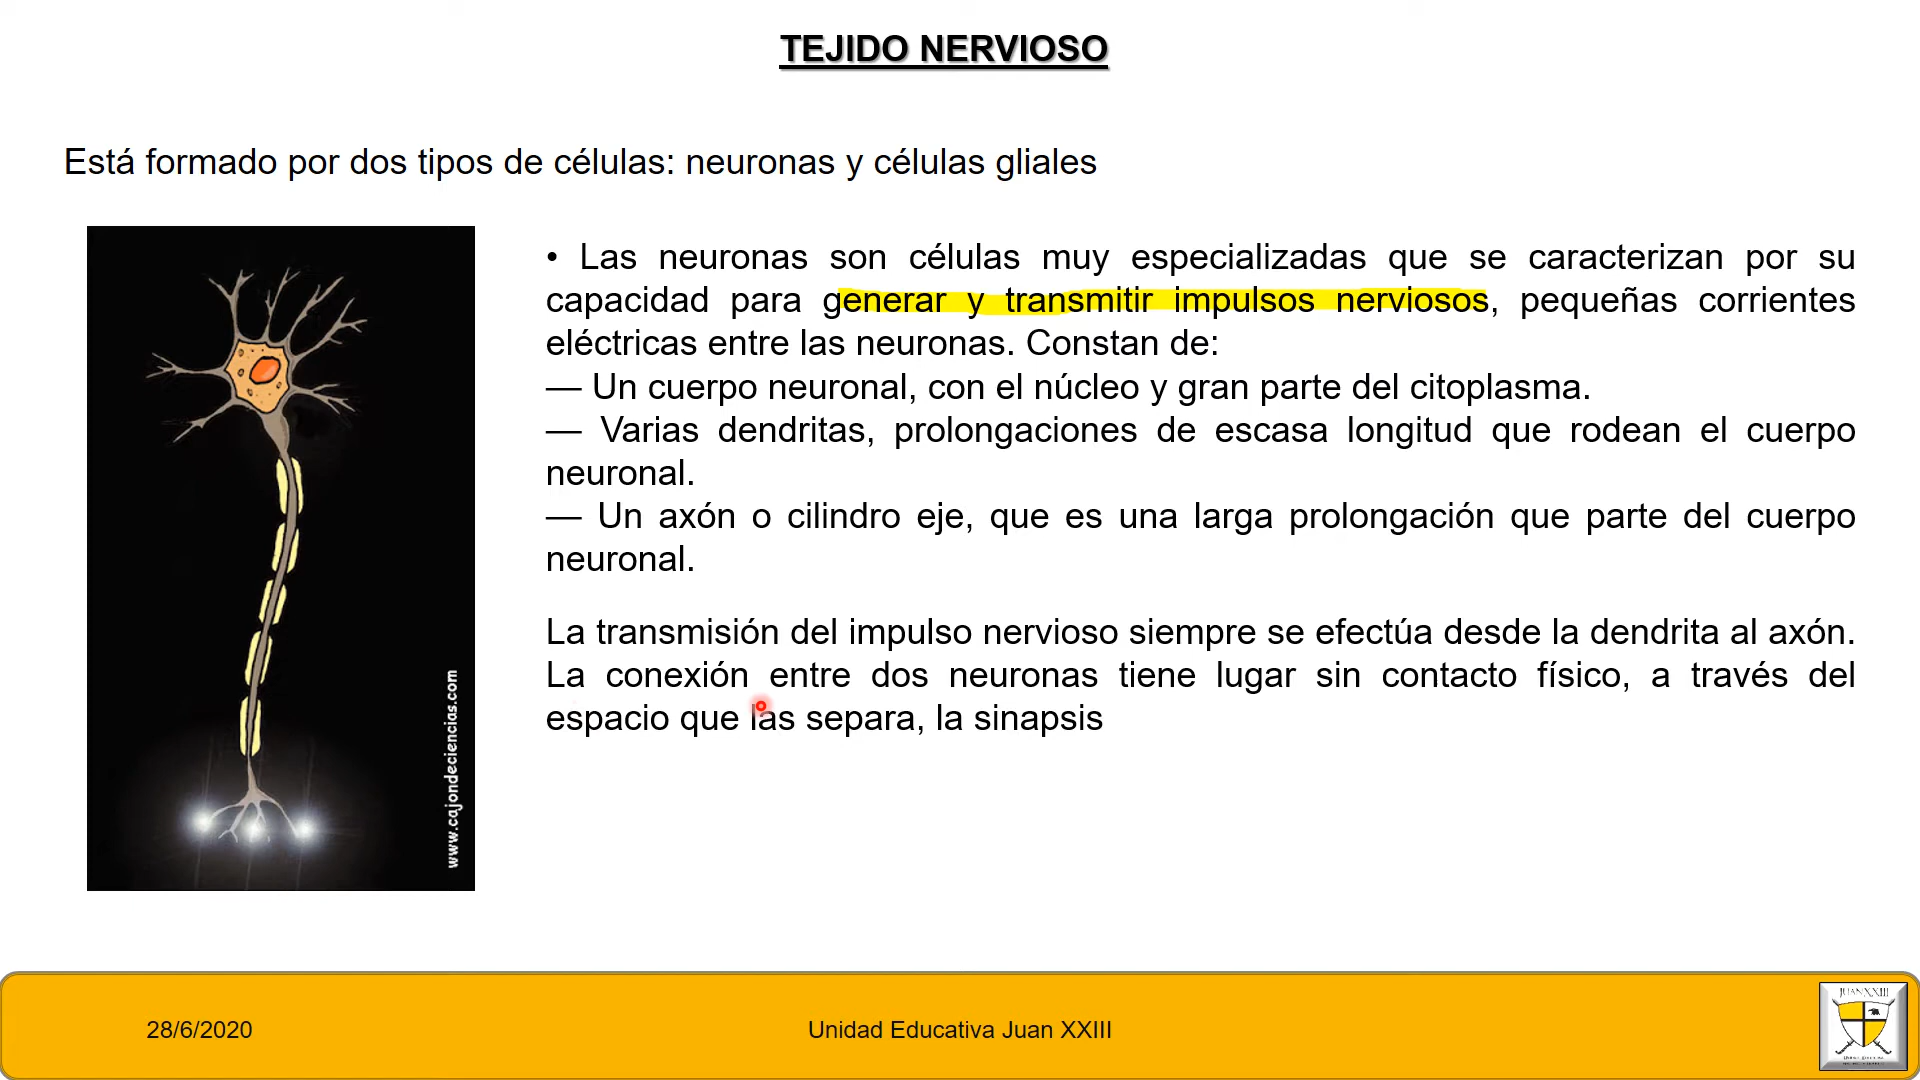 TEJIDO NERVIOSO
Está formado por dos tipos de células: neuronas y células gliales
• Las neuronas son células muy especializadas que se caracterizan por su
capacidad para generar y transmitir impulsos nerviosos, pequeñas corrientes
eléctricas entre las neuronas. Constan de:
— Un cuerpo neuronal, con el núcleo y gran parte del citoplasma.
— Varias dendritas, prolongaciones de escasa longitud que rodean el cuerpo
neuronal.
— Un axón o cilindro eje, que es una larga prolongación que parte del cuerpo
neuronal.
La transmisión del impulso nervioso siempre se efectúa desde la dendrita al axón.
La conexión entre dos neuronas tiene lugar sin contacto físico, a través del
espacio que las separa, la sinapsis
www.cajondeciencias.com
28/6/2020
Unidad Educativa Juan XXIII
JUAN XXIII